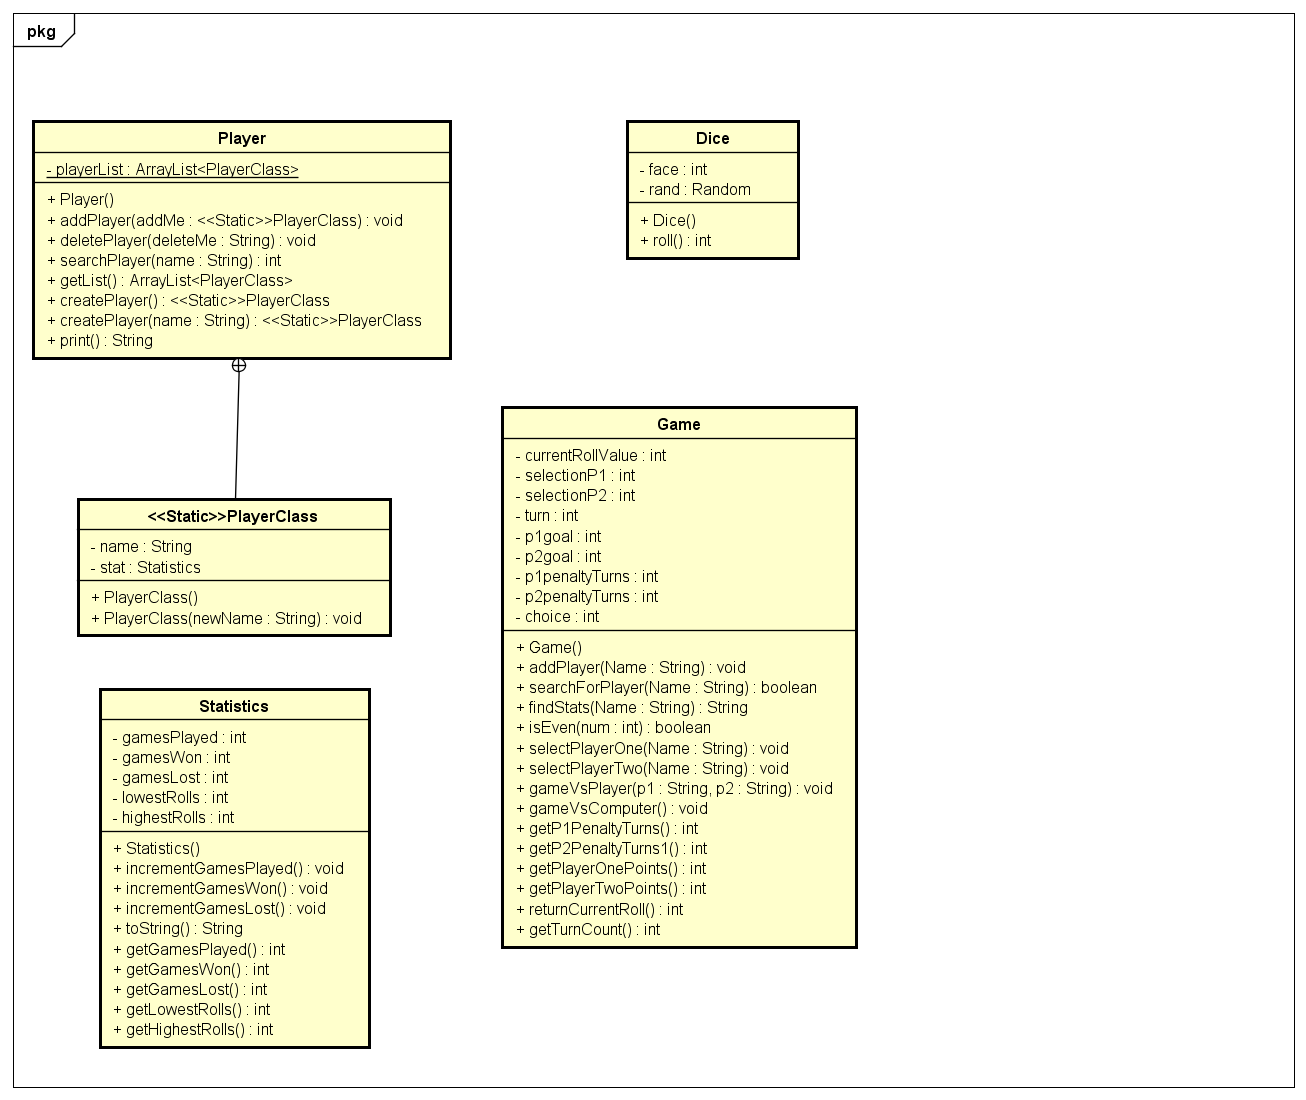 pkg
Player
- playerList : ArrayList<PlayerClass>
+ Player()
+ addPlayer(addMe : <<Static>>PlayerClass) : void
+ deletePlayer(deleteMe : String) : void
+ searchPlayer(name : String) : int
+ getList() : ArrayList<PlayerClass>
+ createPlayer() : <<Static>>PlayerClass
+ createPlayer(name : String) : <<Static>>PlayerClass
+ print() : String
Dice
- face : int
- rand : Random
+ Dice()
+ roll() : int
<<Static>>PlayerClass
- name : String
- stat : Statistics
+ PlayerClass()
+ PlayerClass(newName : String) : void
Statistics
- gamesPlayed : int
- gamesWon : int
- gamesLost : int
- lowestRolls : int
- highestRolls : int
+ Statistics()
+ incrementGamesPlayed() : void
+ incrementGamesWon() : void
+ incrementGamesLost() : void
+ toString() : String
+ getGamesPlayed() : int
+ getGamesWon() : int
+ getGamesLost() : int
+ getLowestRolls() : int
+ getHighestRolls() : int
Game
- currentRollValue : int
- selectionP1 : int
- selectionP2 : int
- turn : int
- p1goal : int
- p2goal : int
- p1penaltyTurns : int
- p2penaltyTurns : int
- choice : int
+ Game()
+ addPlayer(Name : String) : void
+ searchForPlayer(Name : String) : boolean
+ findStats(Name : String) : String
+ isEven(num : int) : boolean
+ selectPlayerOne(Name : String) : void
+ selectPlayerTwo(Name : String) : void
+ gameVsPlayer(p1 : String, p2 : String) : void
+ gameVsComputer() : void
+ getP1PenaltyTurns() : int
+ getP2PenaltyTurns1() : int
+ getPlayerOnePoints() : int
+ getPlayerTwoPoints() : int
+ returnCurrentRoll() : int
+ getTurnCount() : int